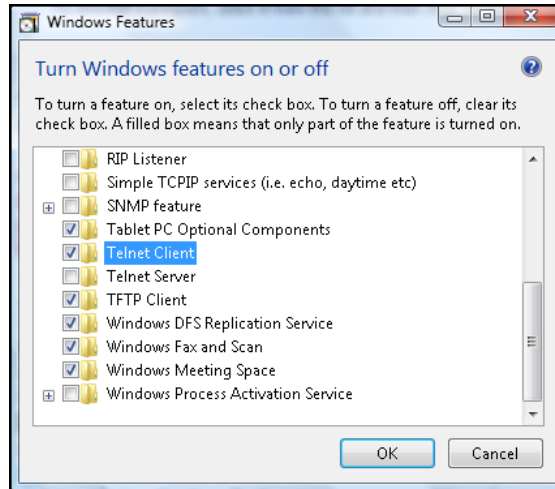 Windows Features
Turn Windows features on or off
To turn a feature on, select its check box. To turn a feature off, clear its
check box. A filled box means that only part of the feature is turned on.
RIP Listener
Simple TCPIP services (i.e. echo, daytime etc)
SNMP feature
Tablet PC Optional Components
Telnet Client
Telnet Server
TFTP Client
Windows DFS Replication Service
Windows Fax and Scan
Windows Meeting Space
Windows Process Activation Service
OK Cancel